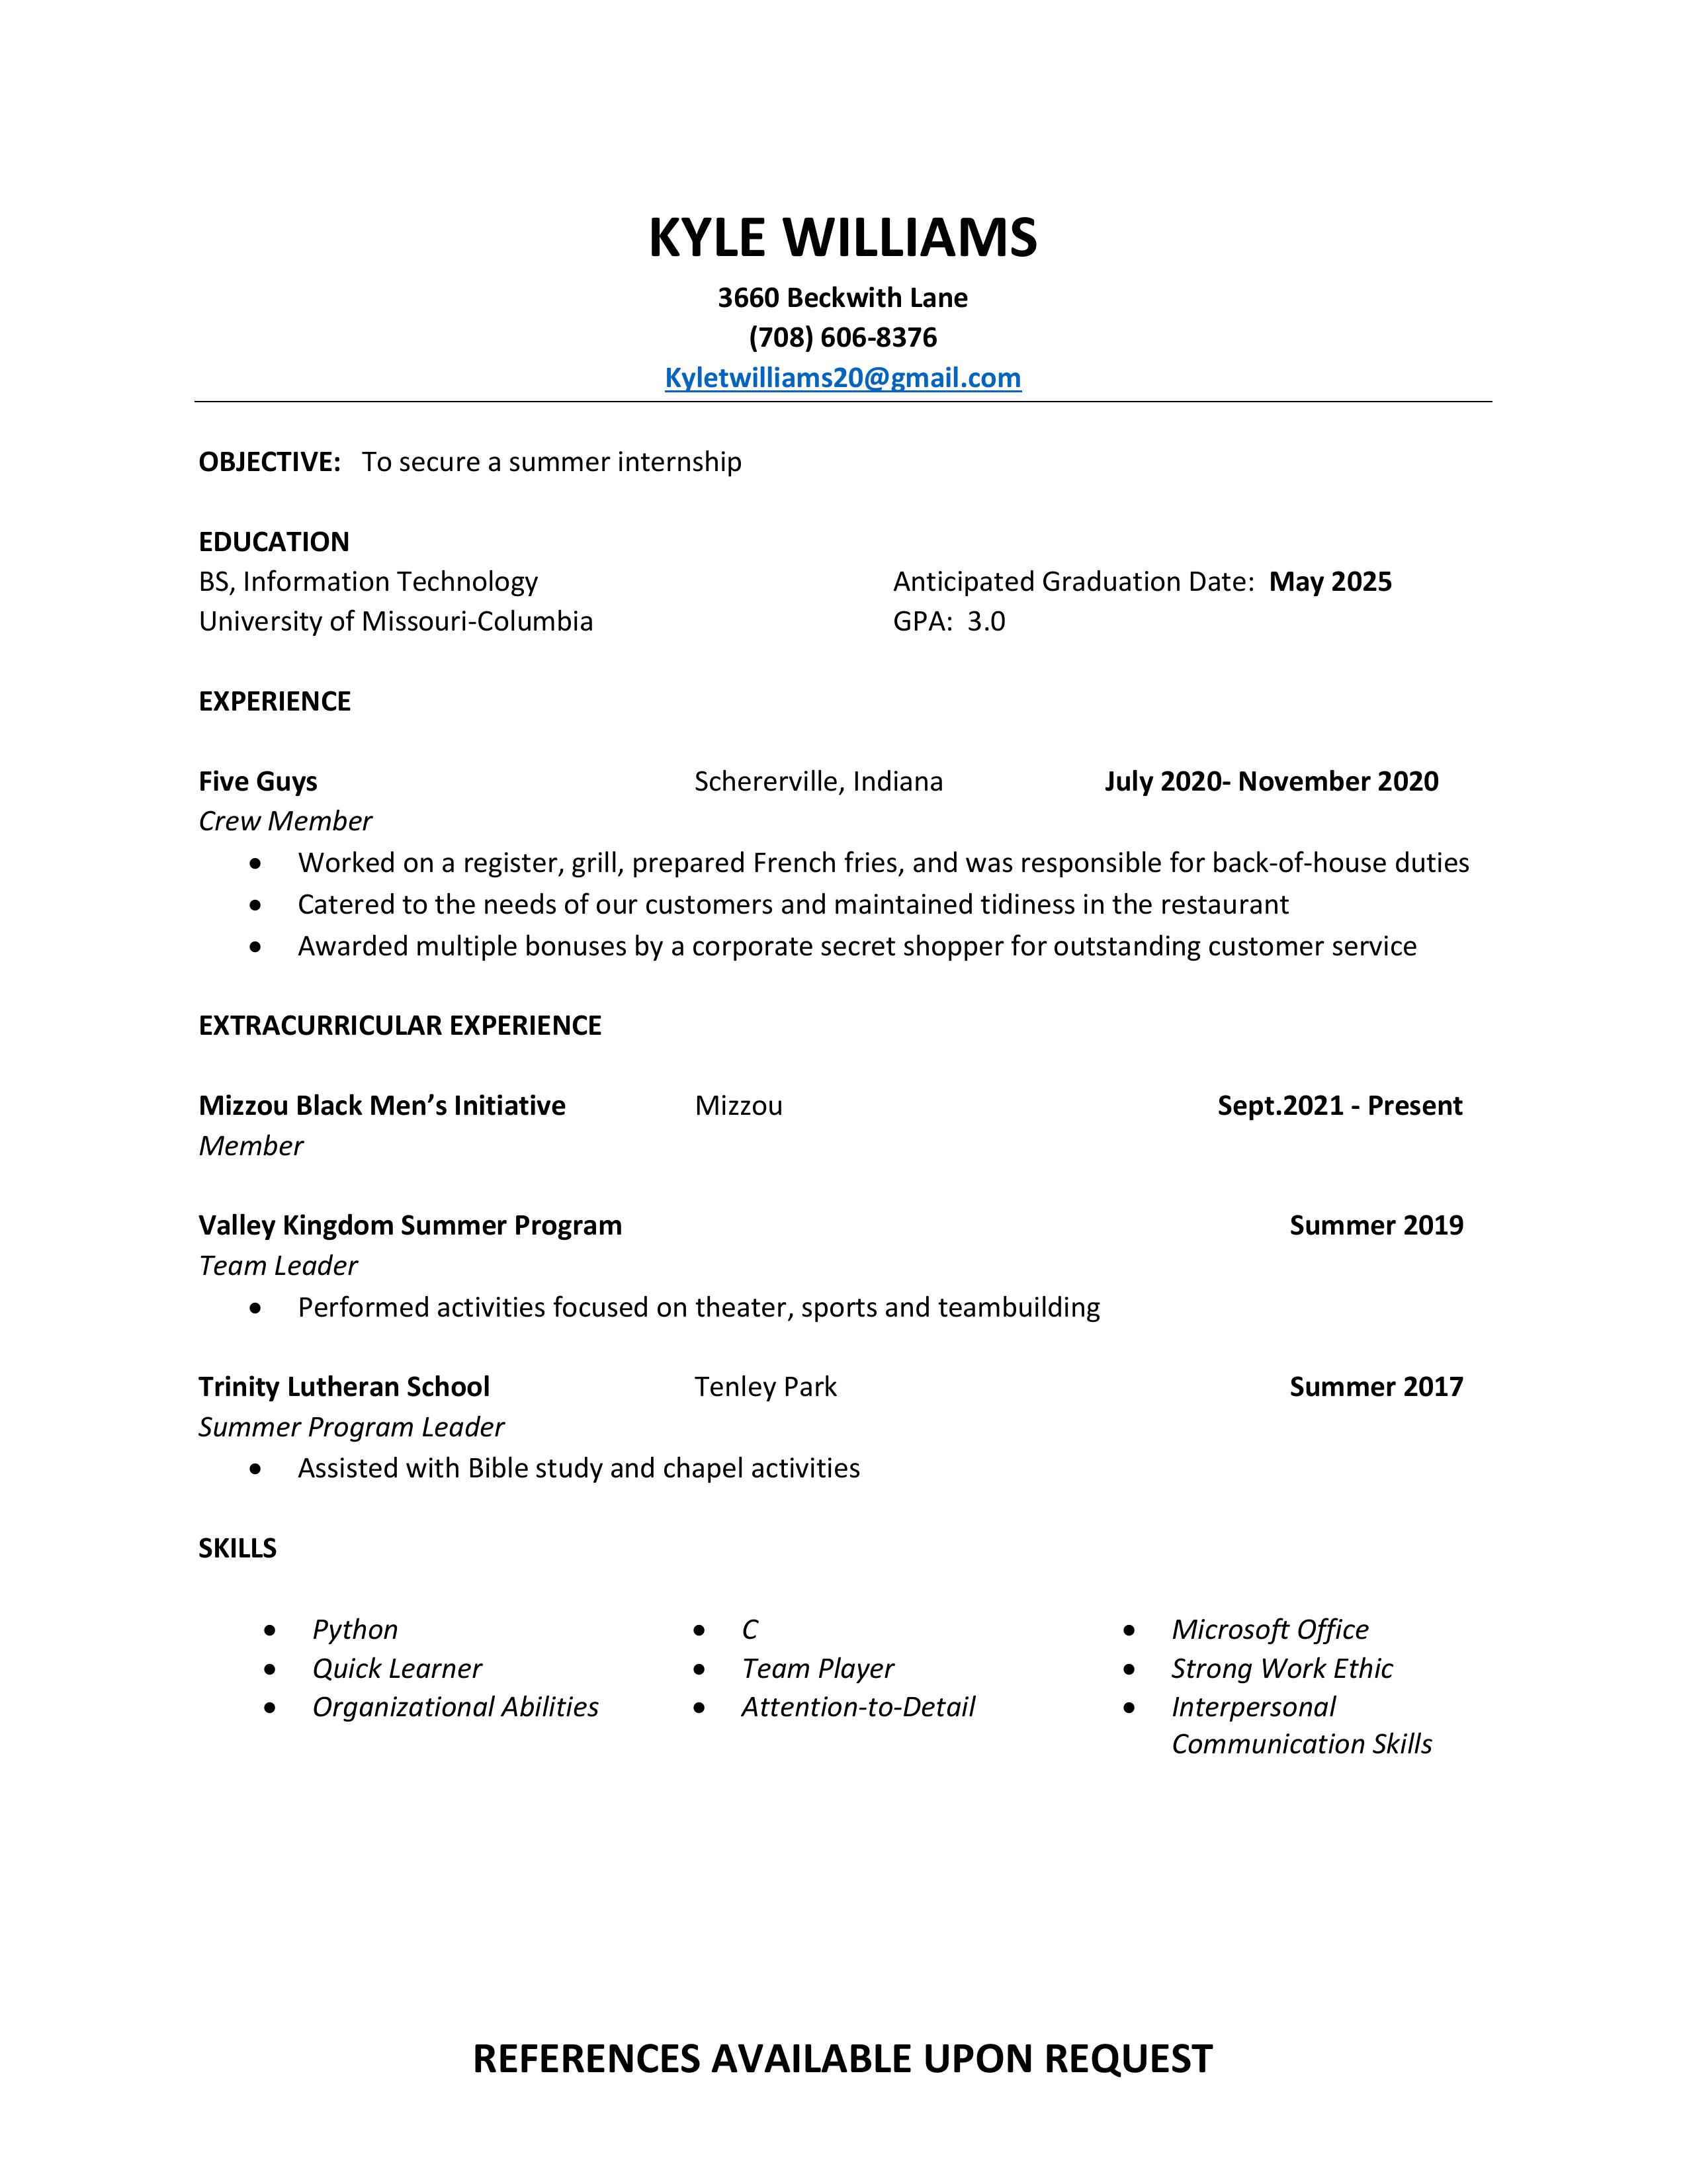 KYLE WILLIAMS
3660 Beckwith Lane
(708) 606-8376
Kyletwilliams20@gmail.com
OBJECTIVE: To secure a summer internship
EDUCATION
BS, Information Technology Anticipated Graduation Date: May 2025
University of Missouri-Columbia GPA: 3.0
EXPERIENCE
Five Guys Schererville, Indiana July 2020- November 2020
Crew Member
• Worked on a register, grill, prepared French fries, and was responsible for back-of-house duties
• Catered to the needs of our customers and maintained tidiness in the restaurant
• Awarded multiple bonuses by a corporate secret shopper for outstanding customer service
EXTRACURRICULAR EXPERIENCE
Mizzou Black Men’s Initiative Mizzou Sept.2021 - Present
Member
Valley Kingdom Summer Program Summer 2019
Team Leader
• Performed activities focused on theater, sports and teambuilding
Trinity Lutheran School Tenley Park Summer 2017
Summer Program Leader
• Assisted with Bible study and chapel activities
SKILLS
• Python • C • Microsoft Office
• Quick Learner • Team Player • Strong Work Ethic
• Organizational Abilities • Attention-to-Detail • Interpersonal
Communication Skills
REFERENCES AVAILABLE UPON REQUEST